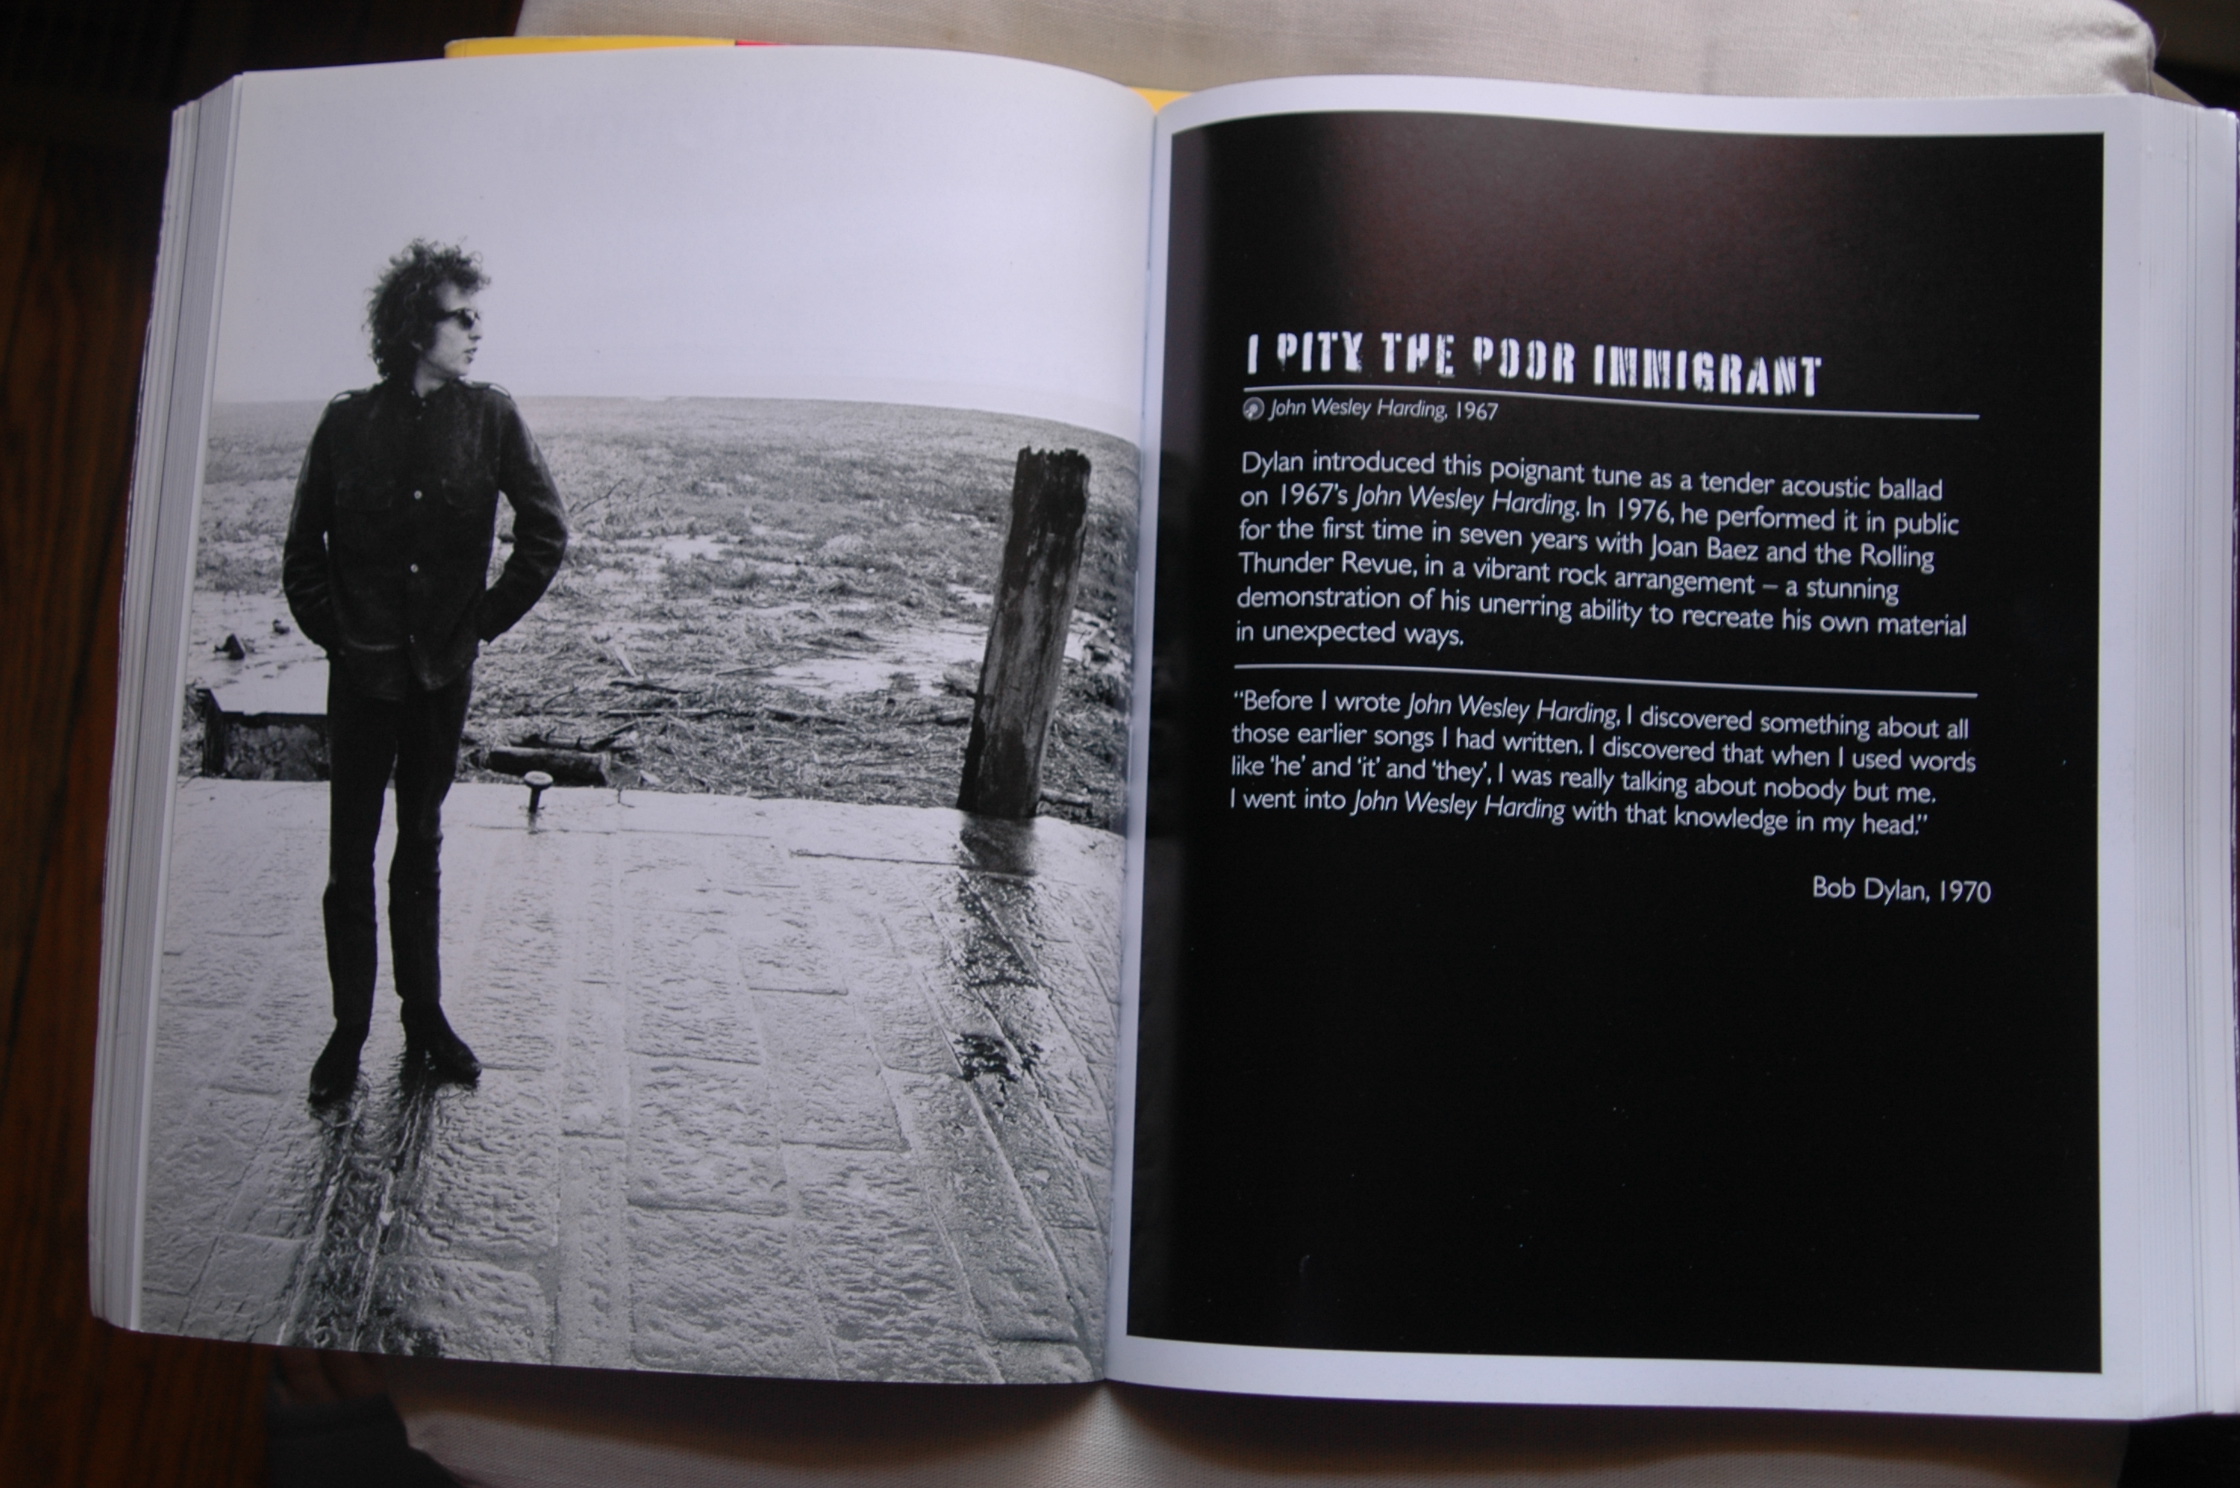 I PITY THE POOR IMMIGRANT
John Wesley Harding, 1967
Dylan introduced this poignant tune as a tender acoustic ballad
on 1967's John Wesley Harding. In 1976, he performed it in public
for the first time in seven years with Joan Baez and the Rolling
Thunder Revue, in a vibrant rock arrangement – a stunning
demonstration of his unerring ability to recreate his own material
in unexpected ways.
“Before I wrote John Wesley Harding, I discovered something about all
those earlier songs I had written. I discovered that when I used words
like ‘he’ and ‘it’ and ‘they’, I was really talking about nobody but me.
I went into John Wesley Harding with that knowledge in my head.”
Bob Dylan, 1970